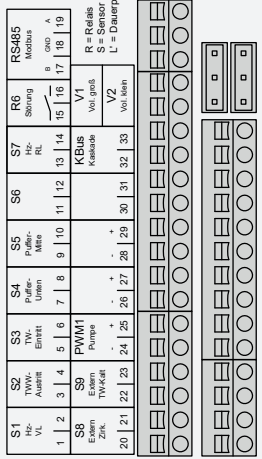 S1 S2 S3 S4 S5 S6 S7 R6 RS485
Hz- TWW- TW- Puffer- Puffer- Hz- Störung Modbus
VL Austritt Eintritt Unten Mitte RL B GND A
1 2 3 4 5 6 7 8 9 10 11 12 13 14 15 16 17 18 19
S8 S9 PWM1 KBus V1 R = Relais
Extern Extern Pumpe Kaskade Vol. groß S = Sensor
Zirk. TW-Kalt - + - + - + V2 L' = Dauerp
Vol. klein
20 21 22 23 24 25 26 27 28 29 30 31 32 33